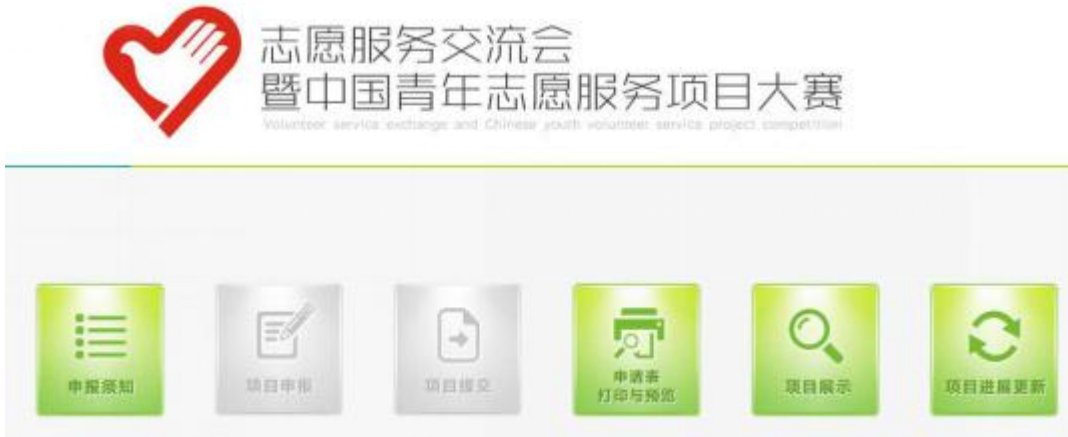 志愿服务交流会
暨中国青年志愿服务项目大赛
Volunteer service exchange and Chinese youth volunteer service project competition
申报须知
项目申报
项目提交
申请表
打印与预览
项目展示
项目进展更新